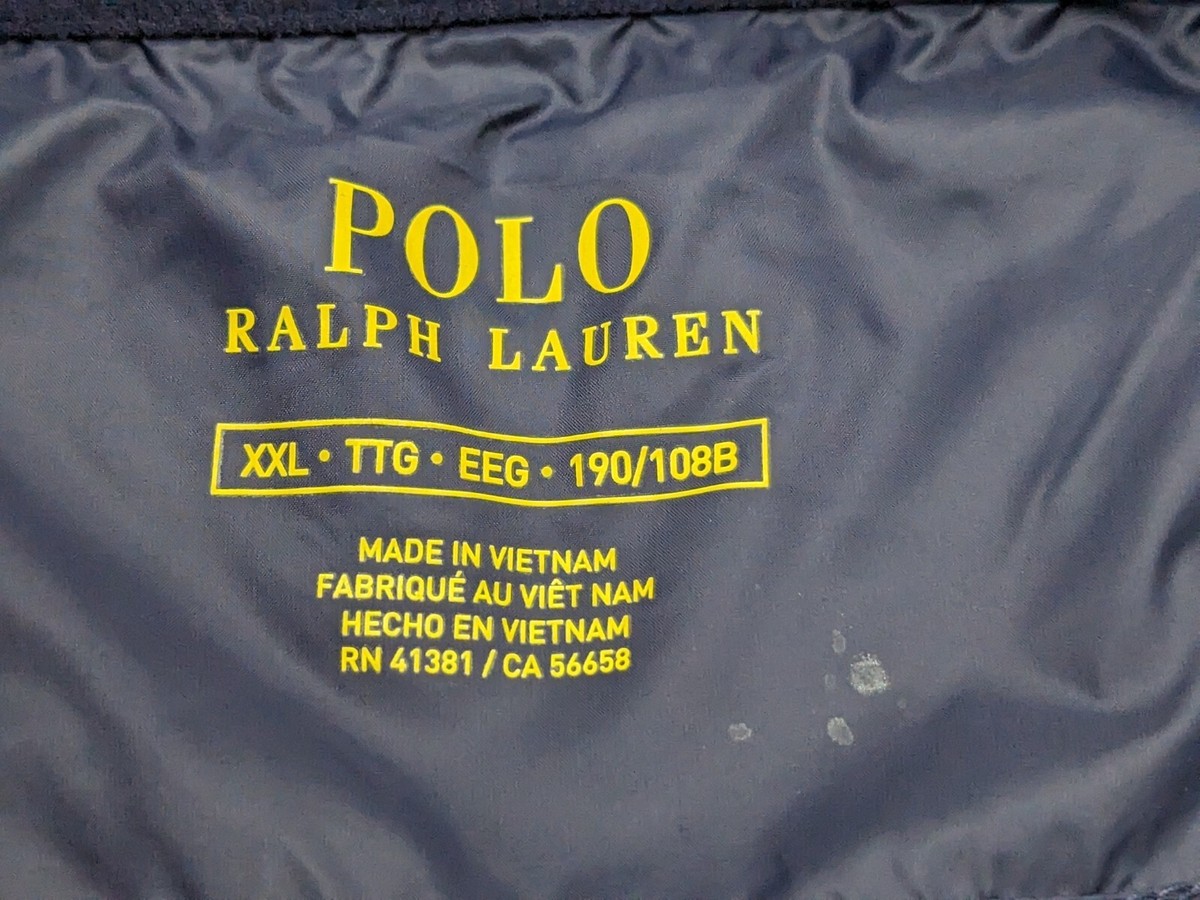 POLO
RALPH LAUREN
XXL • TTG • EEG • 190/108B
MADE IN VIETNAM
FABRIQUÉ AU VIÊT NAM
HECHO EN VIETNAM
RN 41381 / CA 56658